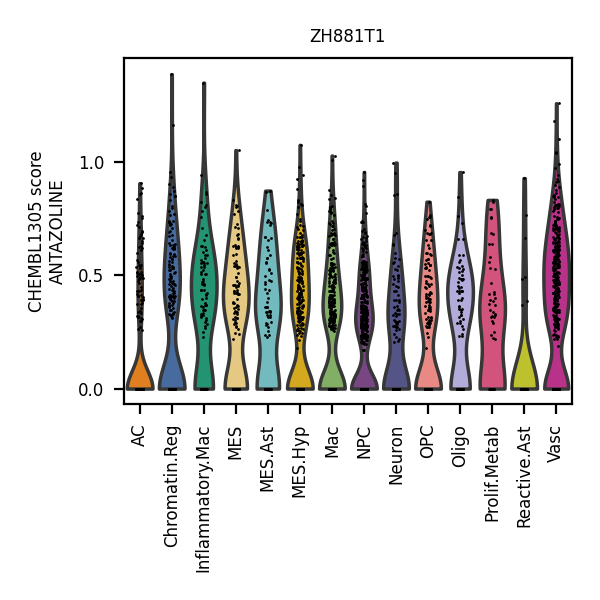 ZH881T1
CHEMBL1305 score
ANTAZOLINE
1.0
0.5
0.0
AC
Chromatin.Reg
Inflammatory.Mac
MES
MES.Ast
MES.Hyp
Mac
NPC
Neuron
OPC
Oligo
Prolif.Metab
Reactive.Ast
Vasc